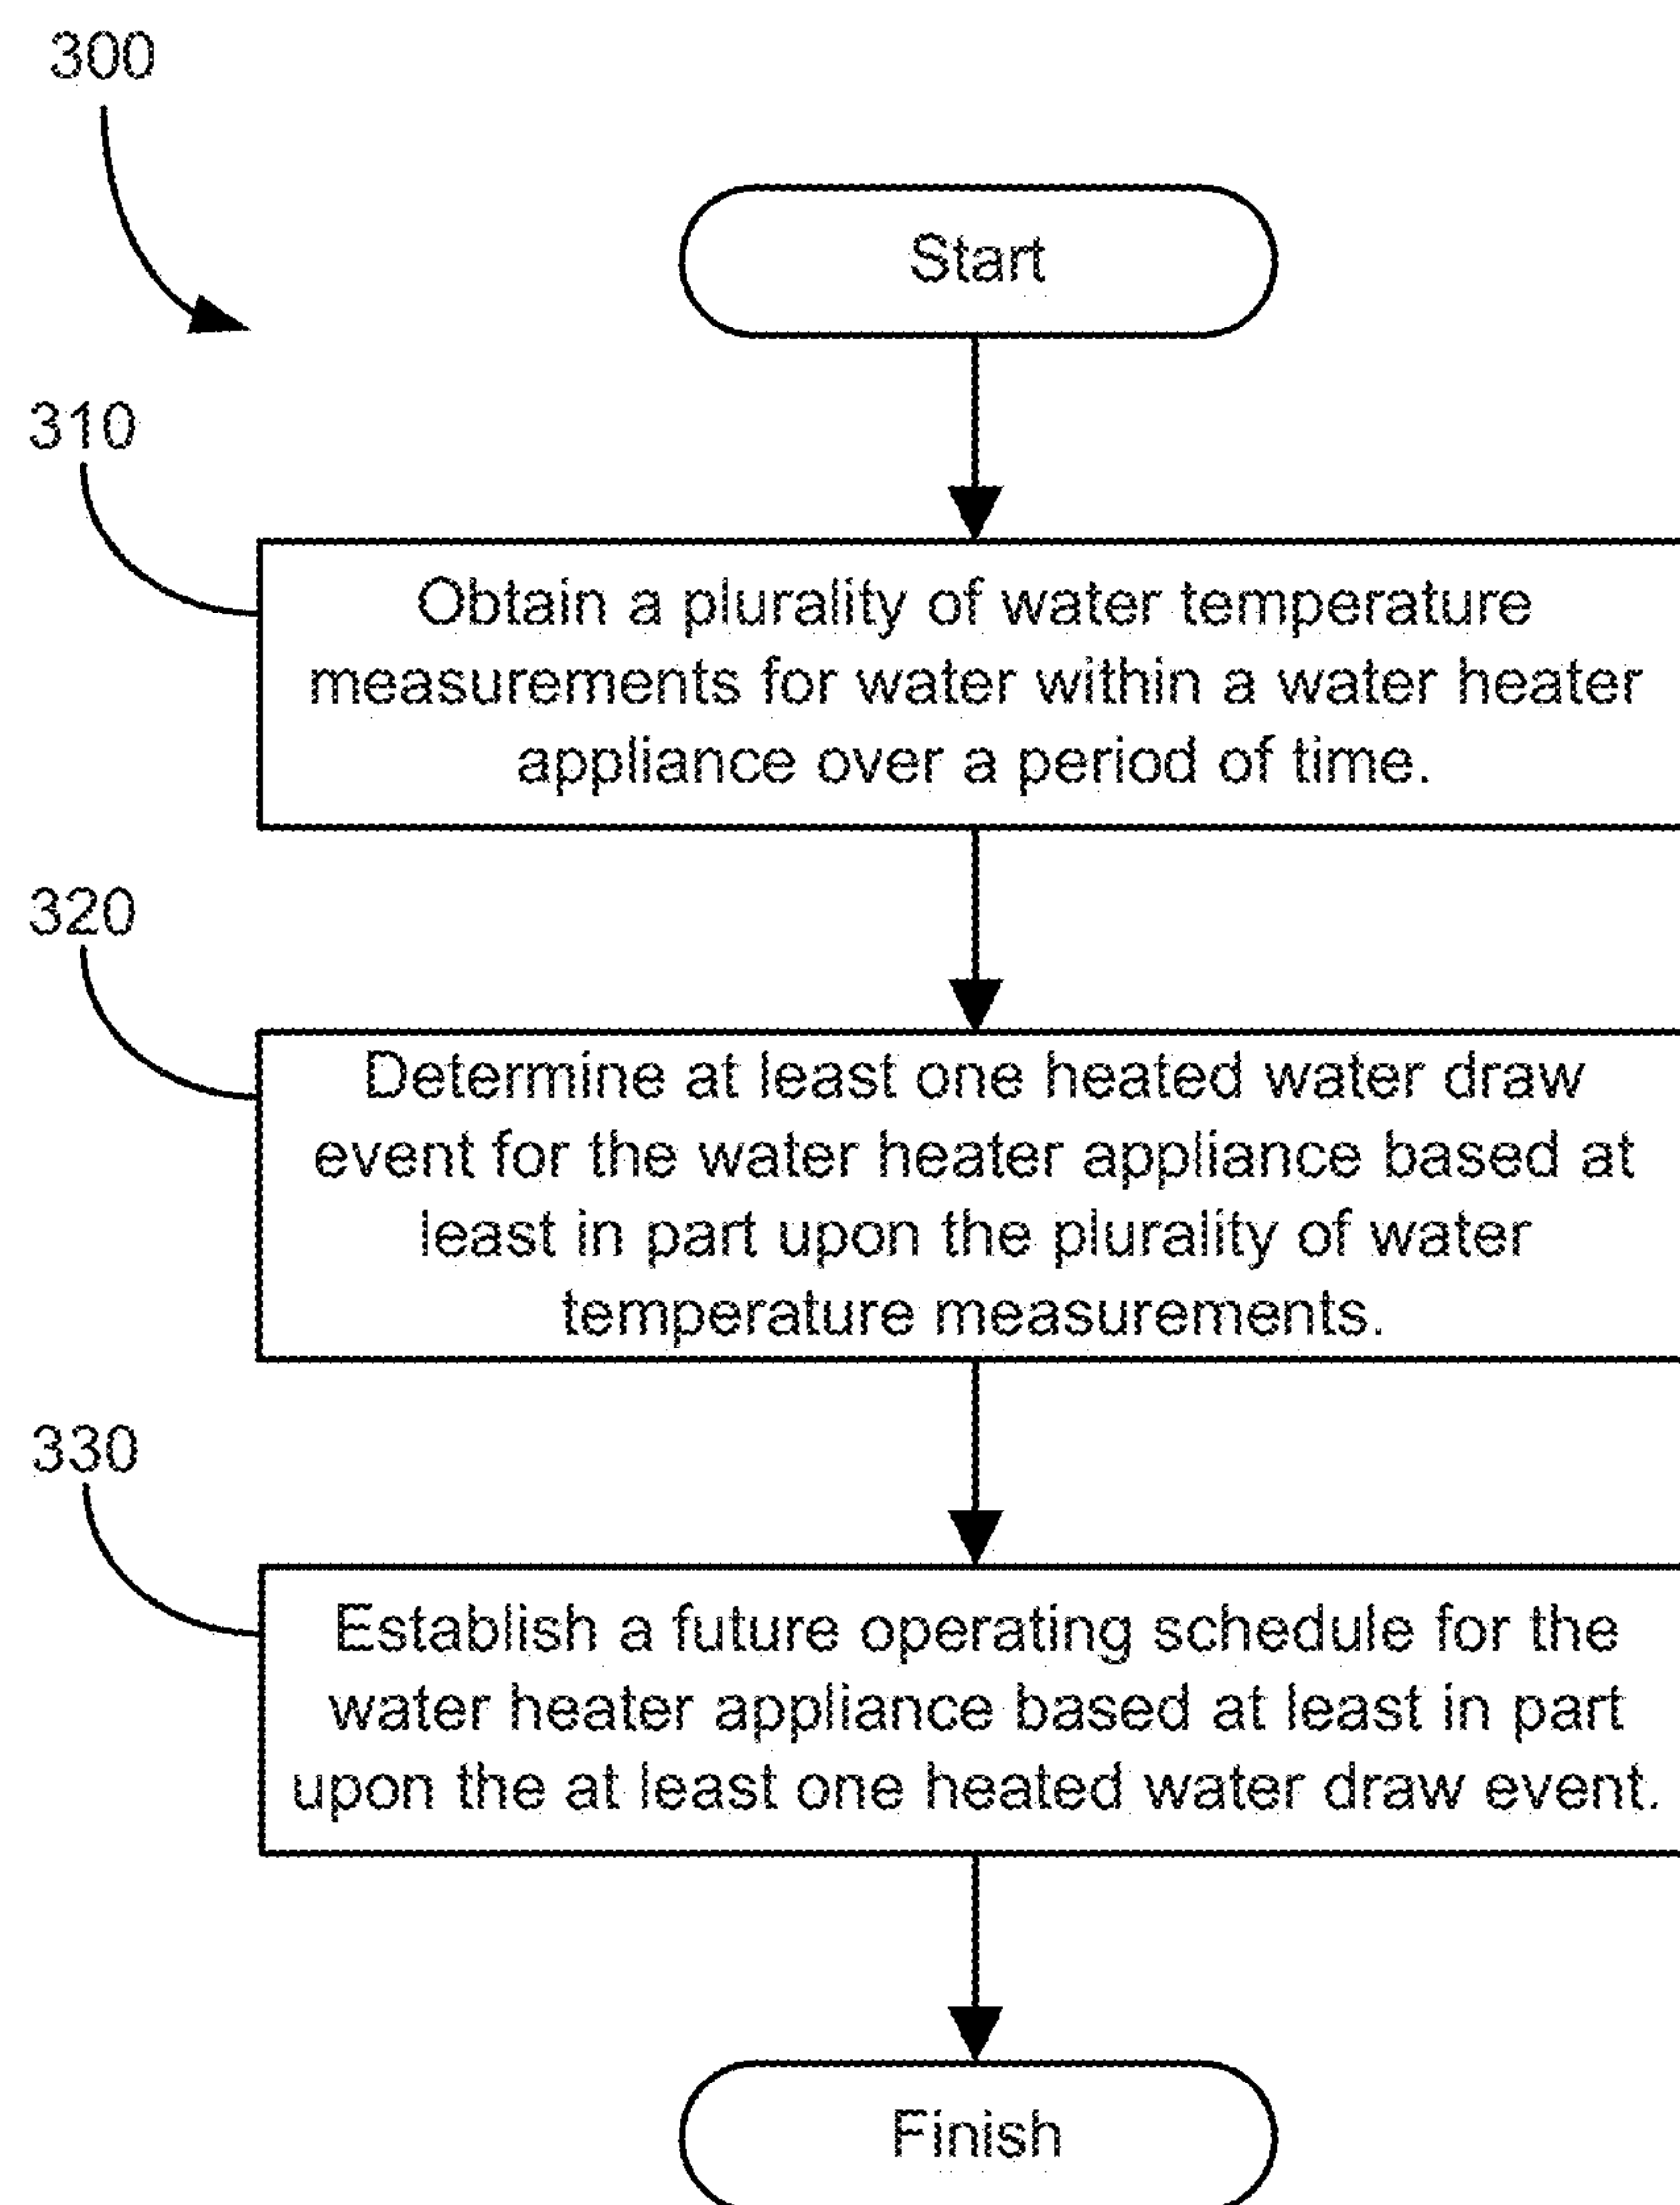 300
Start
310
Obtain a plurality of water temperature
measurements for water within a water heater
appliance over a period of time.
320
Determine at least one heated water draw
event for the water heater appliance based at
least in part upon the plurality of water
temperature measurements.
330
Establish a future operating schedule for the
water heater appliance based at least in part
upon the at least one heated water draw event.
Finish